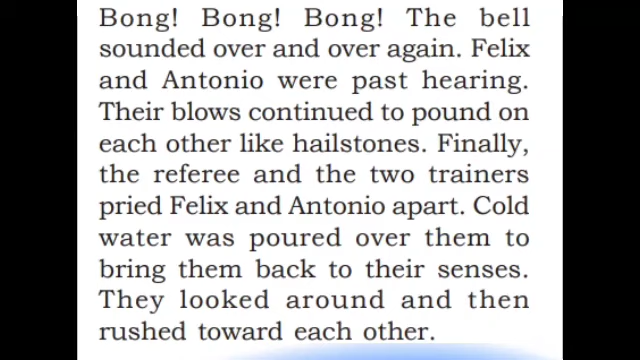 Bong! Bong! Bong! The bell
sounded over and over again. Felix
and Antonio were past hearing.
Their blows continued to pound on
each other like hailstones. Finally,
the referee and the two trainers
pried Felix and Antonio apart. Cold
water was poured over them to
bring them back to their senses.
They looked around and then
rushed toward each other.